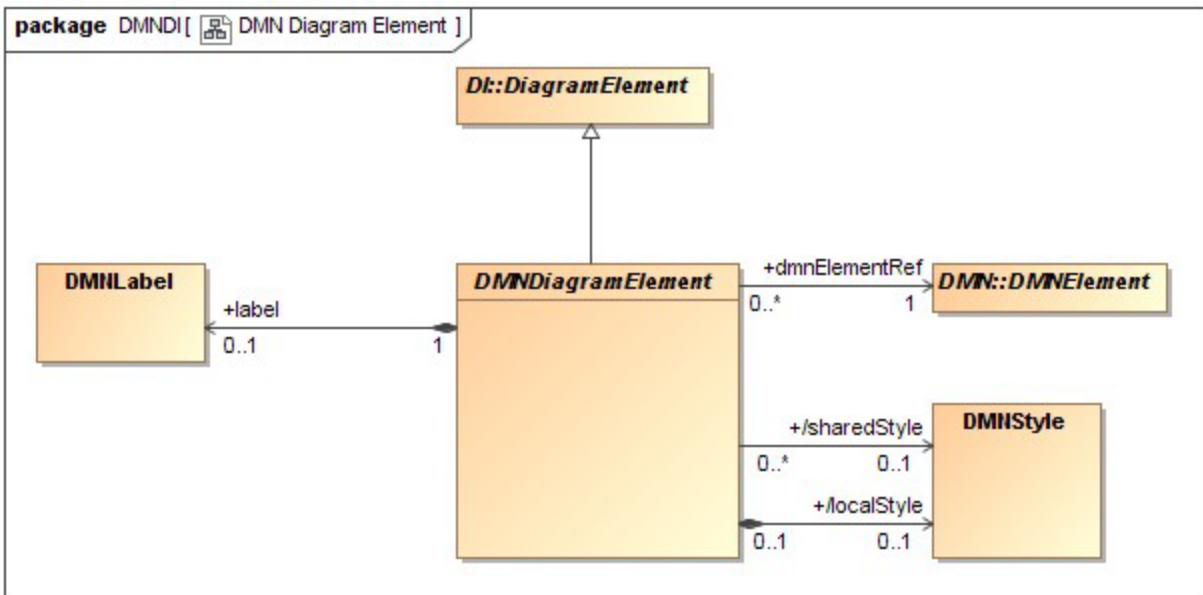 package DMNDI[ DMN Diagram Element ]
DI::DiagramElement
DMNLabel
DMNDiagramElement
+dmnElementRef
DMN::DMNElement
0..*
1
+label
0..1
1
+/sharedStyle
DMNStyle
0..*
0..1
+/localStyle
0..1
0..1